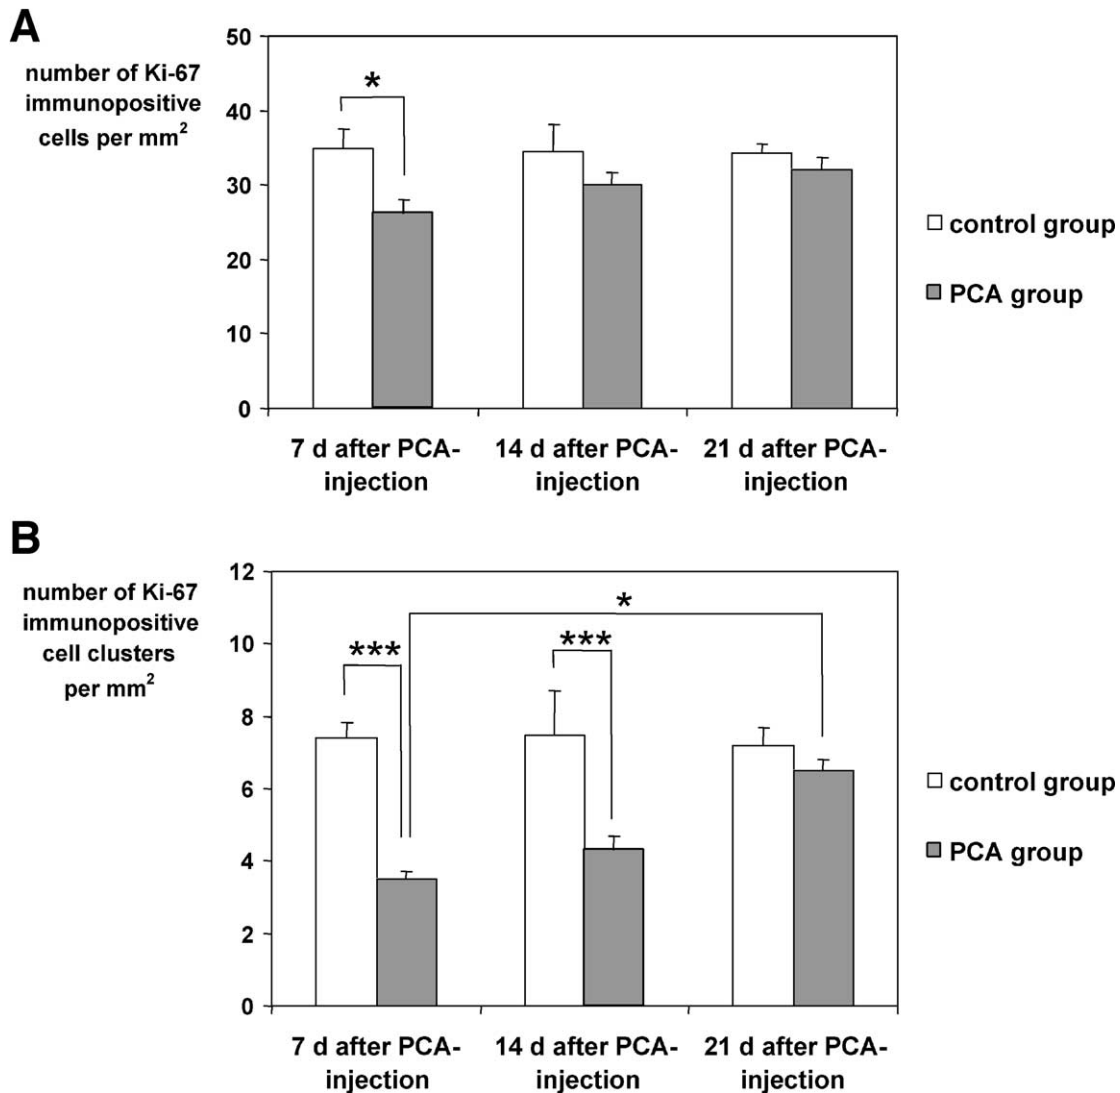 A
number of Ki-67
immunopositive
cells per mm²
50
40
30
20
10
0
*
7 d after PCA-
injection
14 d after PCA-
injection
21 d after PCA-
injection
control group
PCA group
B
number of Ki-67
immunopositive
cell clusters
per mm²
12
10
8
6
4
2
0
***
***
*
7 d after PCA-
injection
14 d after PCA-
injection
21 d after PCA-
injection
control group
PCA group